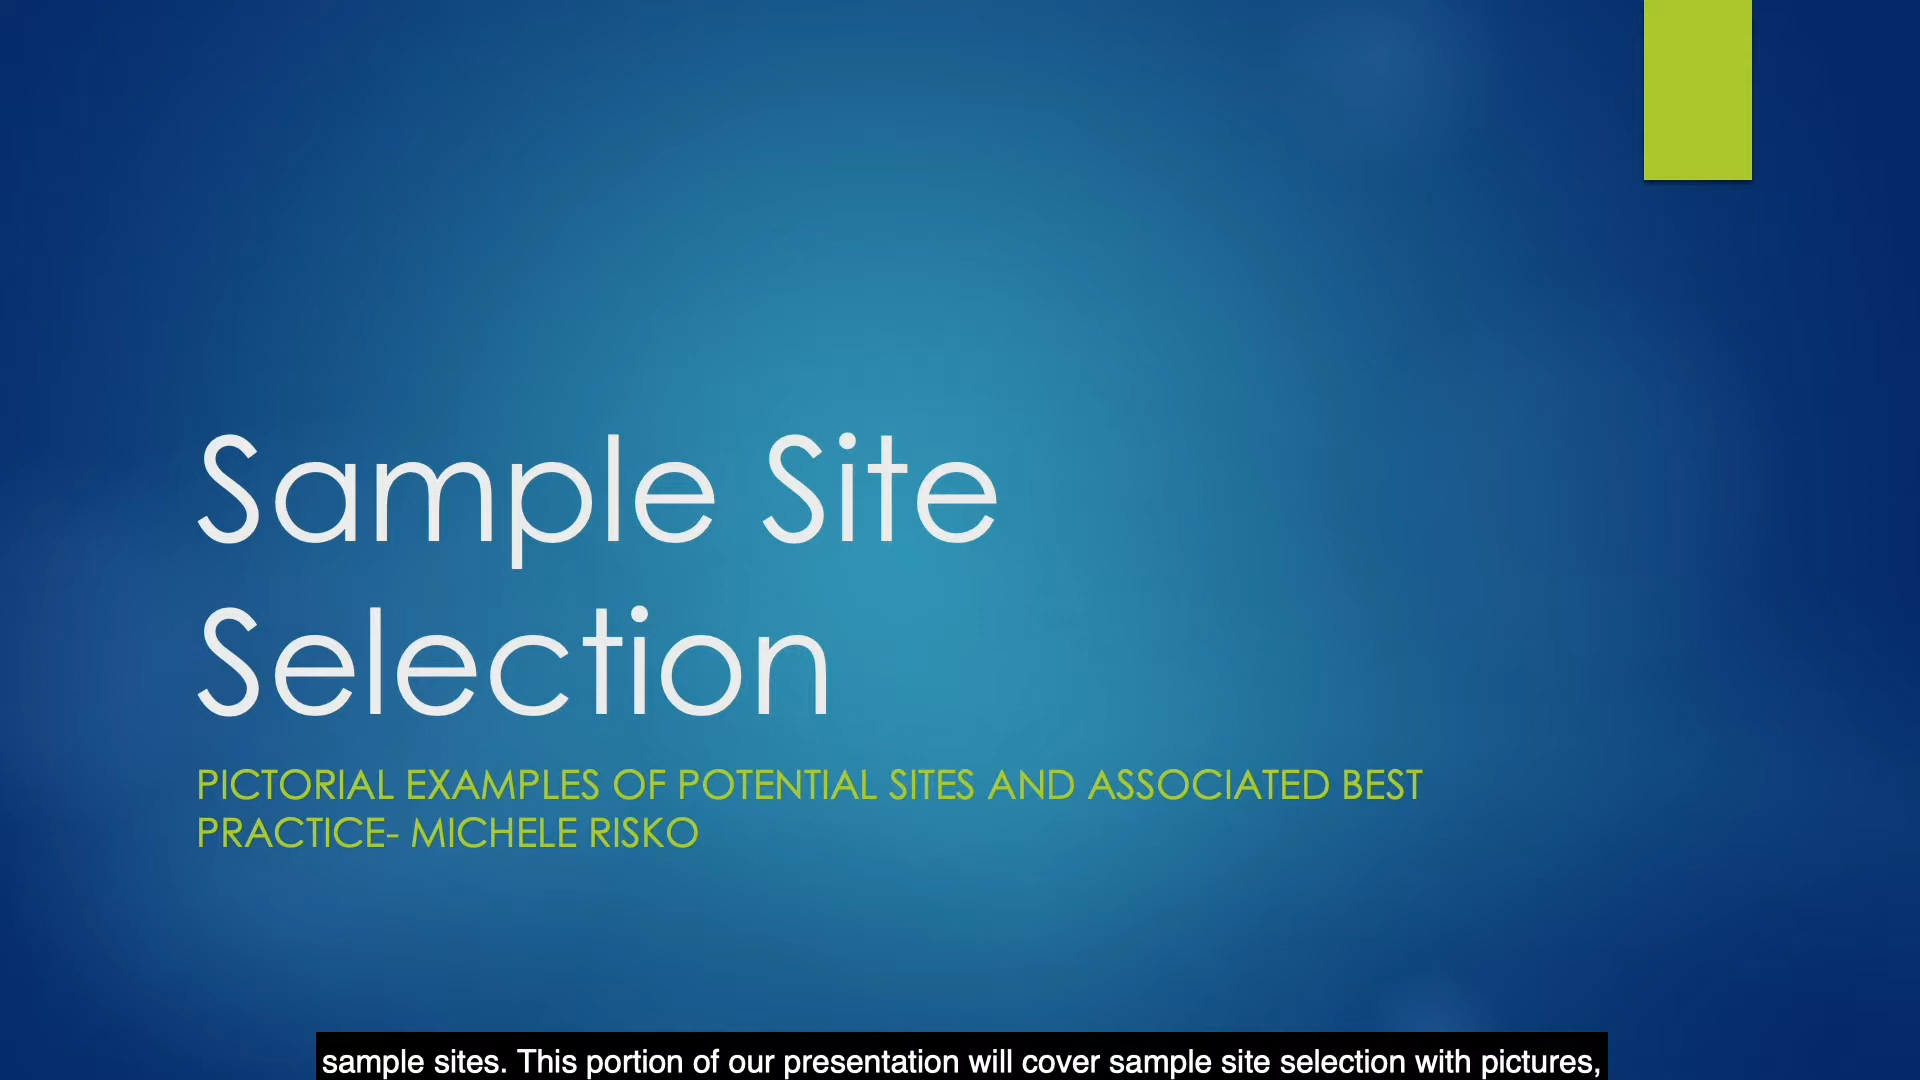 Sample Site
Selection
PICTORIAL EXAMPLES OF POTENTIAL SITES AND ASSOCIATED BEST
PRACTICE- MICHELE RISKO
sample sites. This portion of our presentation will cover sample site selection with pictures,